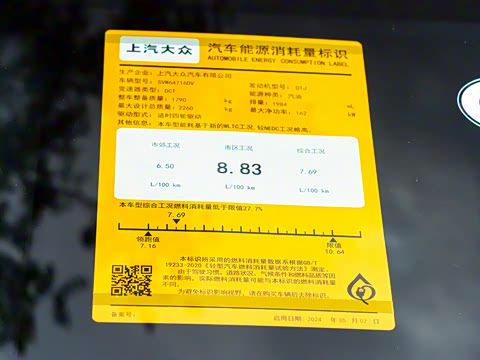 上汽大众 汽车能源消耗量标识
AUTOMOBILE ENERGY CONSUMPTION LABEL
生产企业：上汽大众汽车有限公司
车辆型号：SVW6471GDV 发动机型号：DTJ
变速器类型：DCT 能源种类：汽油
整车整备质量：1790 kg 排量：1984 mL
最大设计总质量：2260 kg 最大净功率：162 kW
驱动型式：适时四轮驱动
其他信息：本车型能耗基于新的WLTC工况，较NEDC工况略高。
市郊工况 市区工况 综合工况
6.50 8.83 7.69
L/100 km L/100 km L/100 km
本车型综合工况燃料消耗量低于限值27.7%
7.69
领跑值 限值
7.16 10.64
本标识所采用的燃料消耗量数据系根据GB/T
19233-2020《轻型汽车燃料消耗量试验方法》测定。
由于驾驶习惯、道路状况、气候条件和燃料品质等因
素的影响，实际燃料消耗量可能与本标识的燃料消耗量
不同。
为避免标识影响视野，请在购买车辆后去除标识。
备案号：
启用日期：2024 年 05 月 07 日